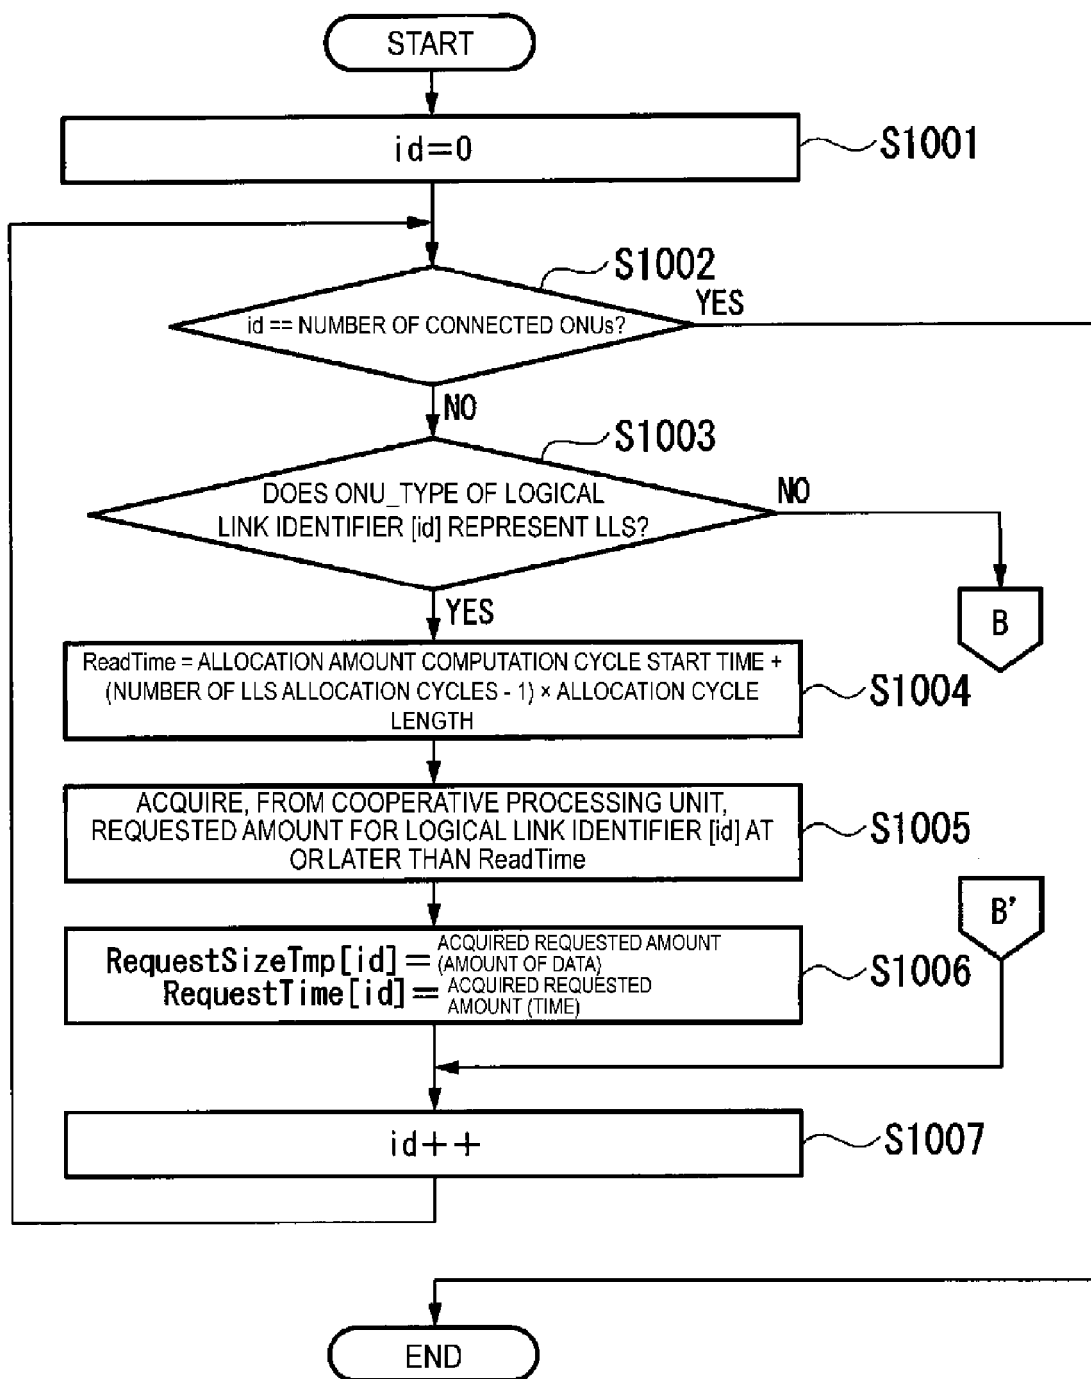 START
id=0
S1001
S1002
YES
id == NUMBER OF CONNECTED ONUs?
NO
S1003
NO
DOES ONU_TYPE OF LOGICAL
LINK IDENTIFIER [id] REPRESENT LLS?
YES
B
ReadTime = ALLOCATION AMOUNT COMPUTATION CYCLE START TIME +
(NUMBER OF LLS ALLOCATION CYCLES - 1) × ALLOCATION CYCLE
LENGTH
S1004
ACQUIRE, FROM COOPERATIVE PROCESSING UNIT,
REQUESTED AMOUNT FOR LOGICAL LINK IDENTIFIER [id] AT
OR LATER THAN ReadTime
S1005
B'
RequestSizeTmp[id]= ACQUIRED REQUESTED AMOUNT
(AMOUNT OF DATA)
RequestTime[id]= ACQUIRED REQUESTED
AMOUNT (TIME)
S1006
id++
S1007
END